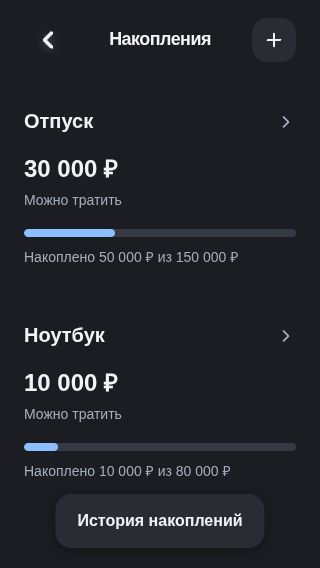 Накопления
Отпуск
30 000 ₽
Можно тратить
Накоплено 50 000 ₽ из 150 000 ₽
Ноутбук
10 000 ₽
Можно тратить
Накоплено 10 000 ₽ из 80 000 ₽
История накоплений